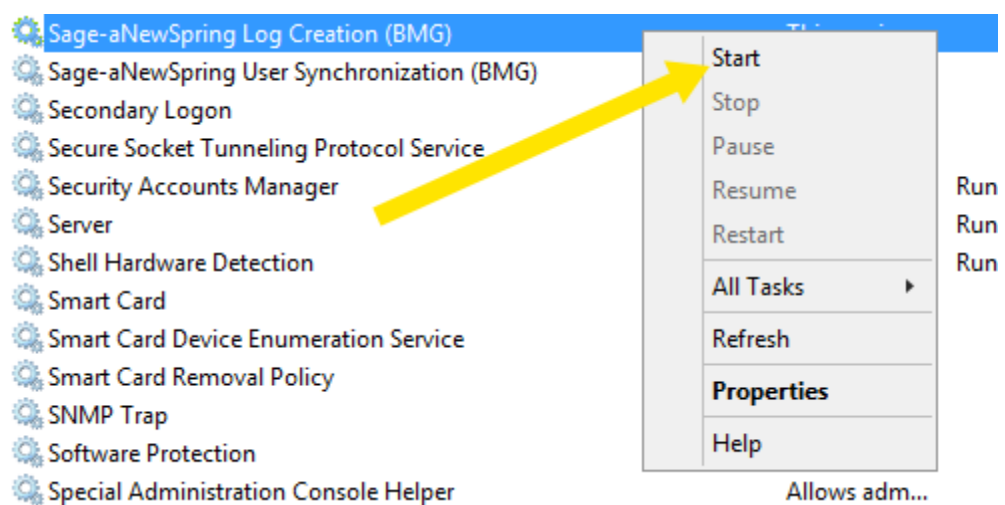 Sage-aNewSpring Log Creation (BMG)
Sage-aNewSpring User Synchronization (BMG)
Secondary Logon
Secure Socket Tunneling Protocol Service
Security Accounts Manager Run
Server Run
Shell Hardware Detection Run
Smart Card
Smart Card Device Enumeration Service
Smart Card Removal Policy
SNMP Trap
Software Protection
Special Administration Console Helper Allows adm...
Start
Stop
Pause
Resume
Restart
All Tasks
Refresh
Properties
Help